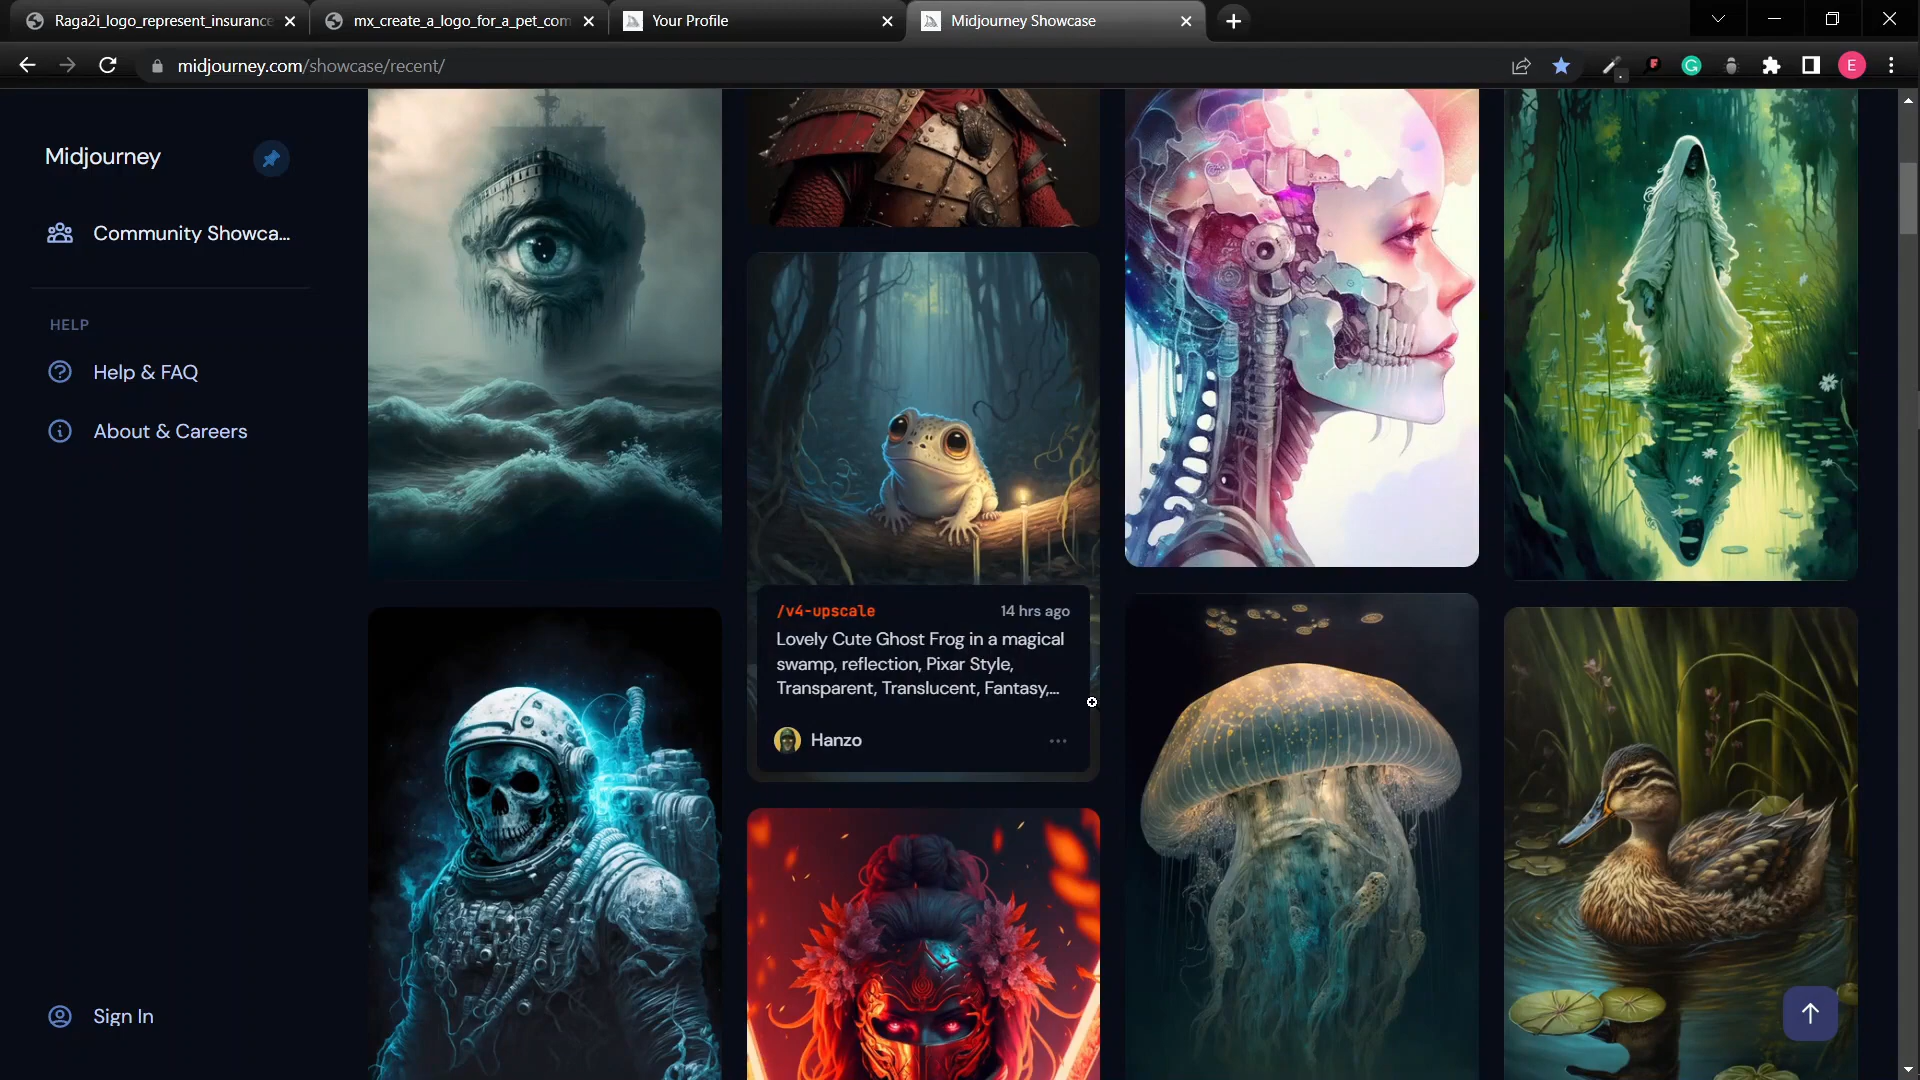 Raga2i_logo_represent_insurance
mx_create_a_logo_for_a_pet_com
Your Profile
Midjourney Showcase
midjourney.com/showcase/recent/
E
Midjourney
Community Showca...
HELP
Help & FAQ
About & Careers
Sign In
/v4-upscale
14 hrs ago
Lovely Cute Ghost Frog in a magical
swamp, reflection, Pixar Style,
Transparent, Translucent, Fantasy,...
Hanzo